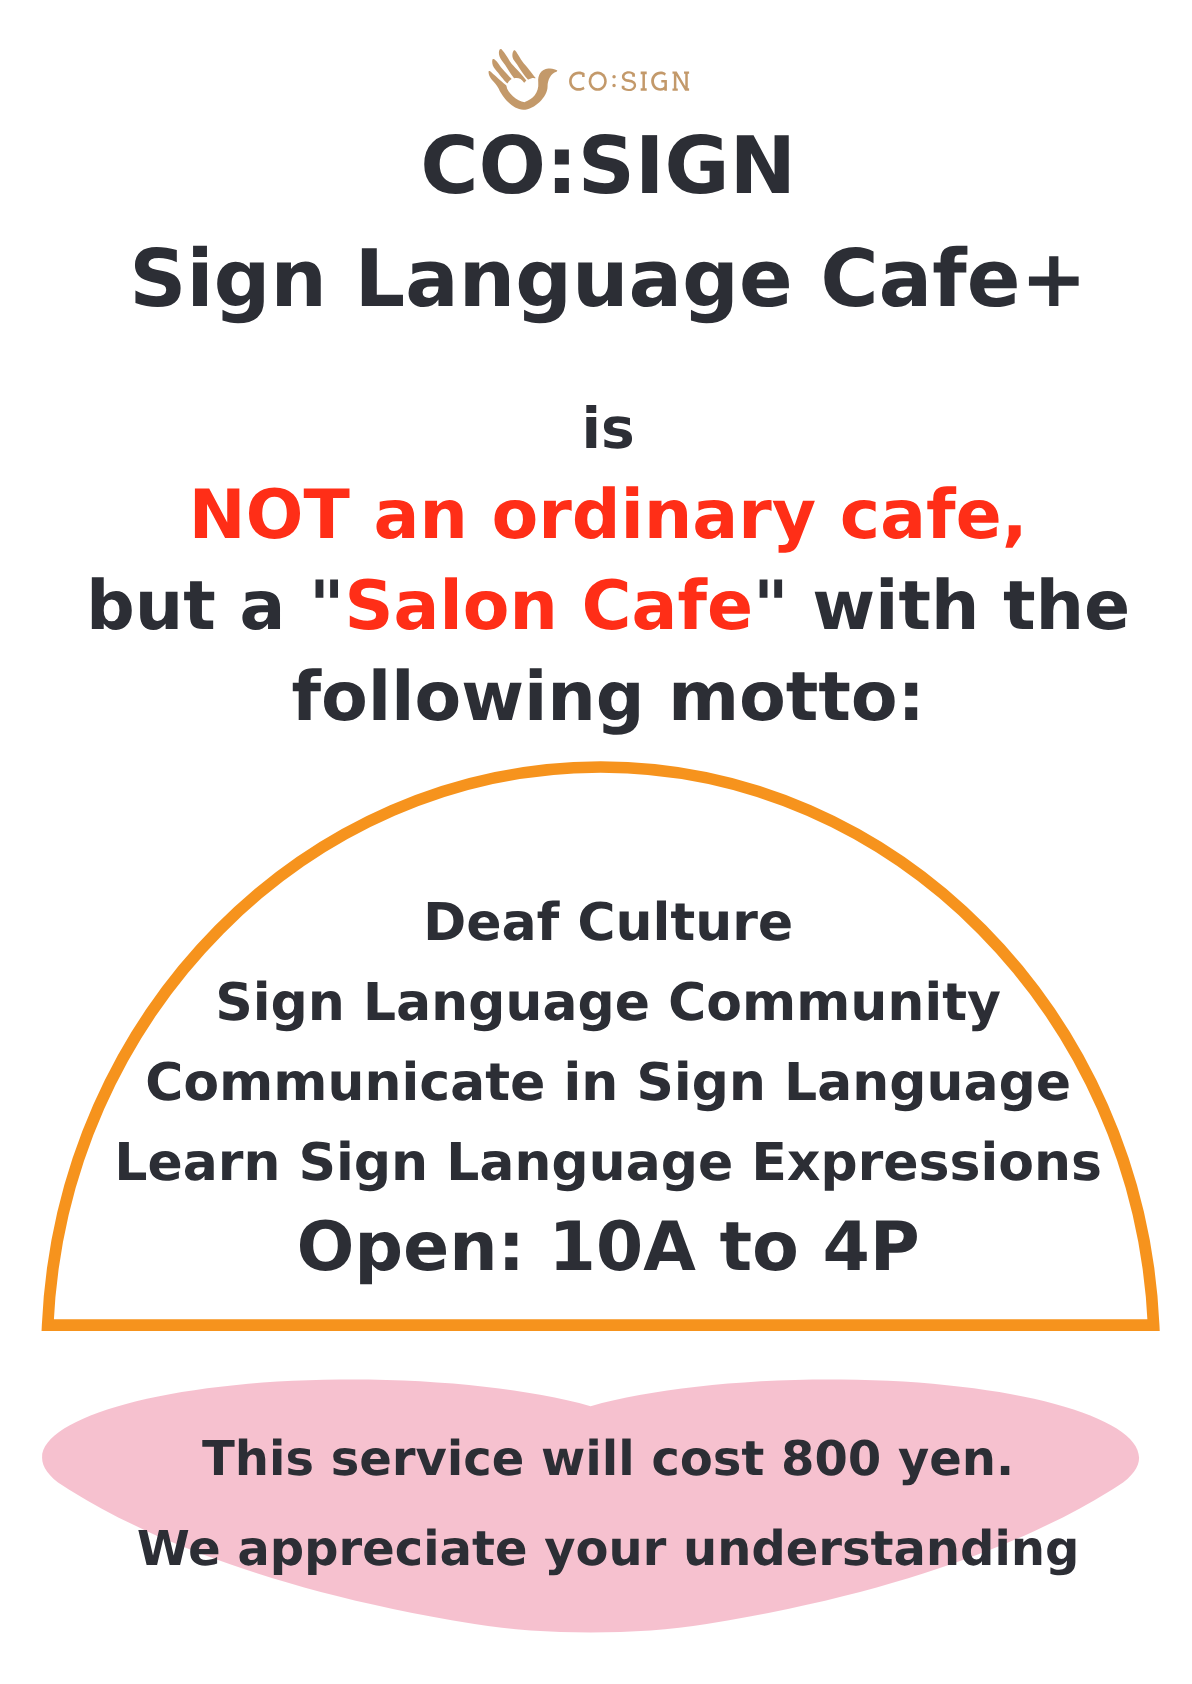 CO:SIGN
CO:SIGN
Sign Language Cafe+
is
NOT an ordinary cafe,
but a "Salon Cafe" with the
following motto:
Deaf Culture
Sign Language Community
Communicate in Sign Language
Learn Sign Language Expressions
Open: 10A to 4P
This service will cost 800 yen.
We appreciate your understanding